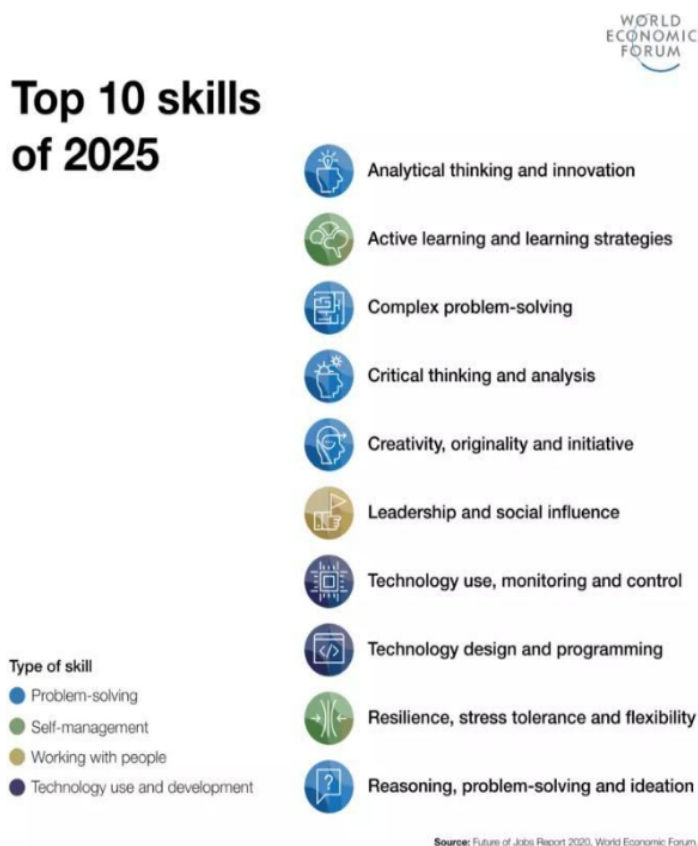 WORLD
ECONOMIC
FORUM
Top 10 skills
of 2025
Analytical thinking and innovation
Active learning and learning strategies
Complex problem-solving
Critical thinking and analysis
Creativity, originality and initiative
Leadership and social influence
Technology use, monitoring and control
Technology design and programming
Resilience, stress tolerance and flexibility
Reasoning, problem-solving and ideation
Type of skill
Problem-solving
Self-management
Working with people
Technology use and development
Source: Future of Jobs Report 2020, World Economic Forum